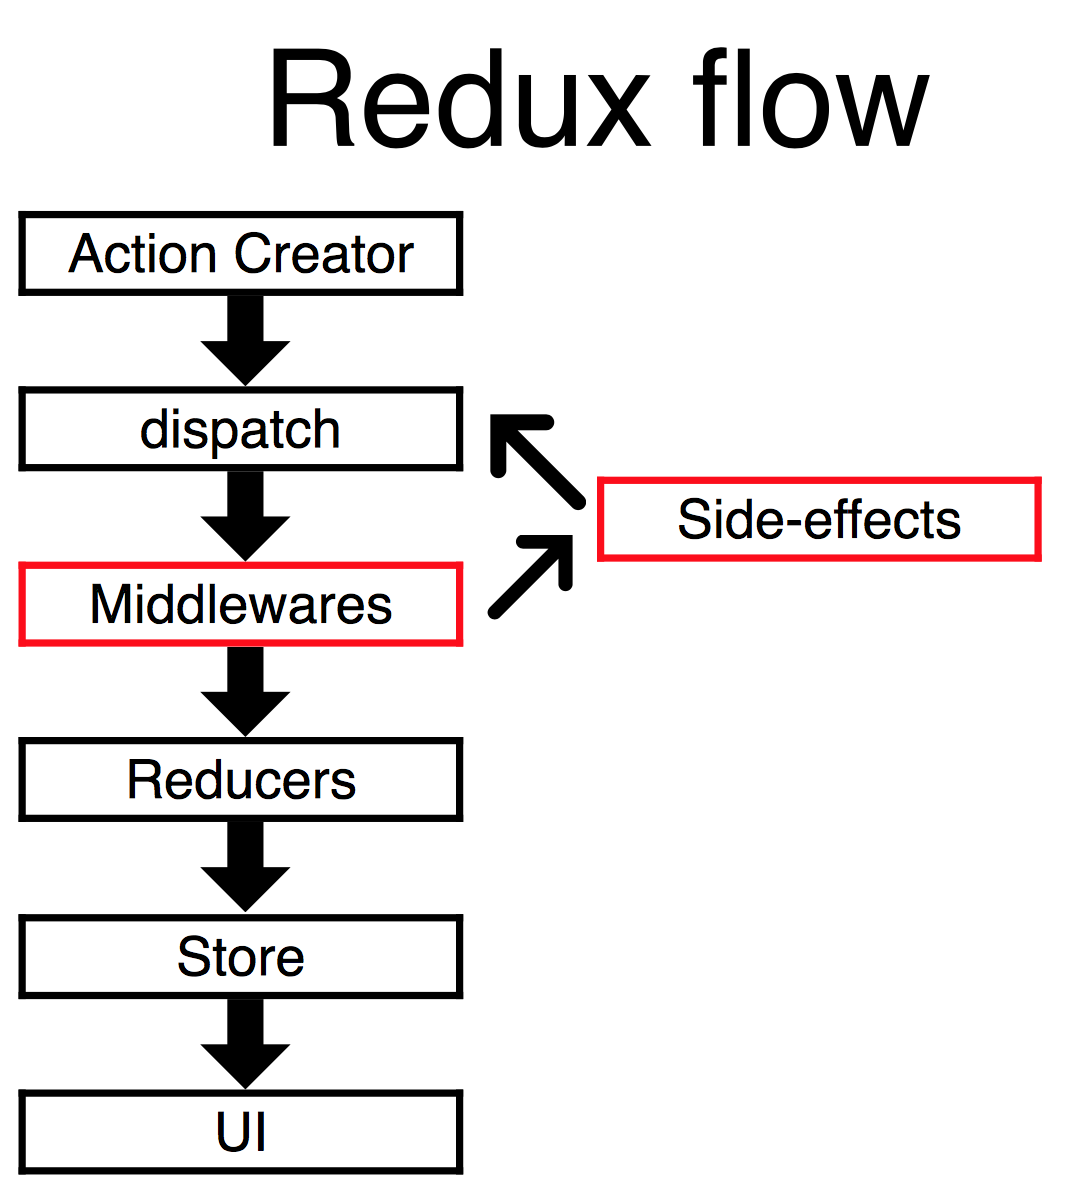 Redux flow
Action Creator
dispatch
Side-effects
Middlewares
Reducers
Store
UI